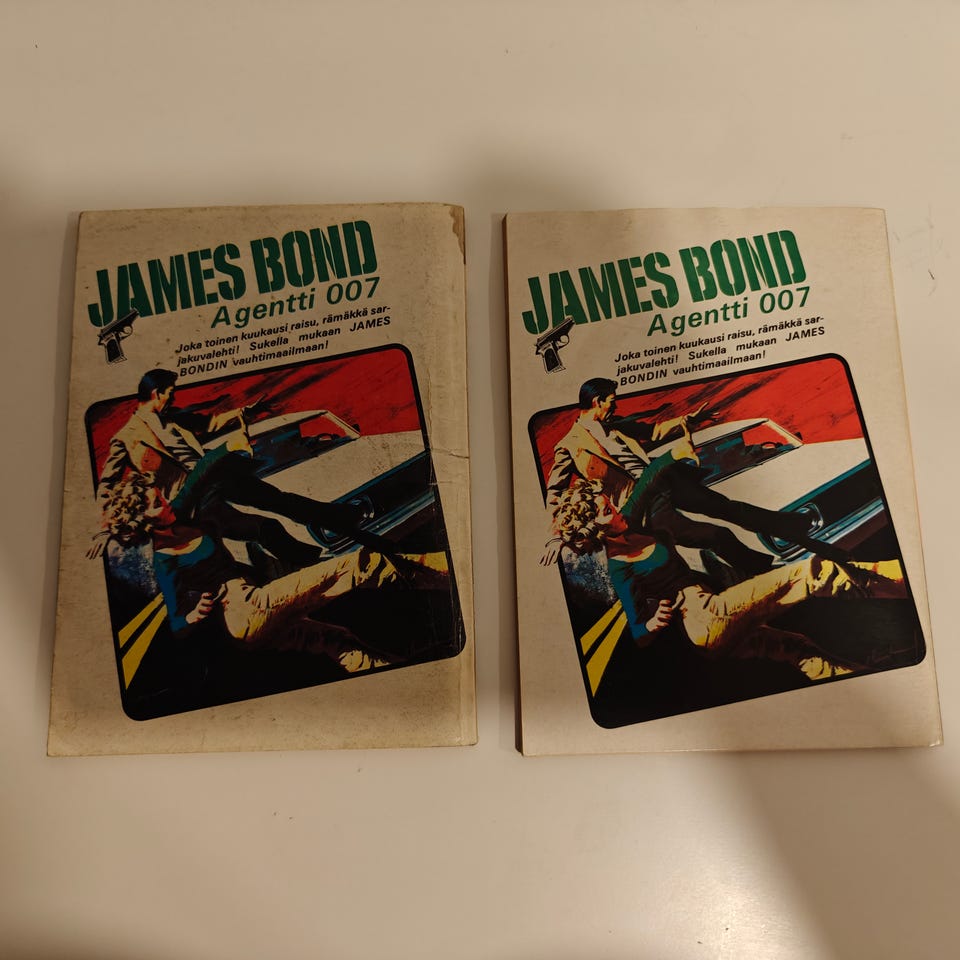 JAMES BOND
Agentti 007
Joka toinen kuukausi raisu, rämäkkä sar-
jakuvalehti! Sukella mukaan JAMES
BONDIN vauhtimaailmaan!
JAMES BOND
Agentti 007
Joka toinen kuukausi raisu, rämäkkä sar-
jakuvalehti! Sukella mukaan JAMES
BONDIN vauhtimaailmaan!